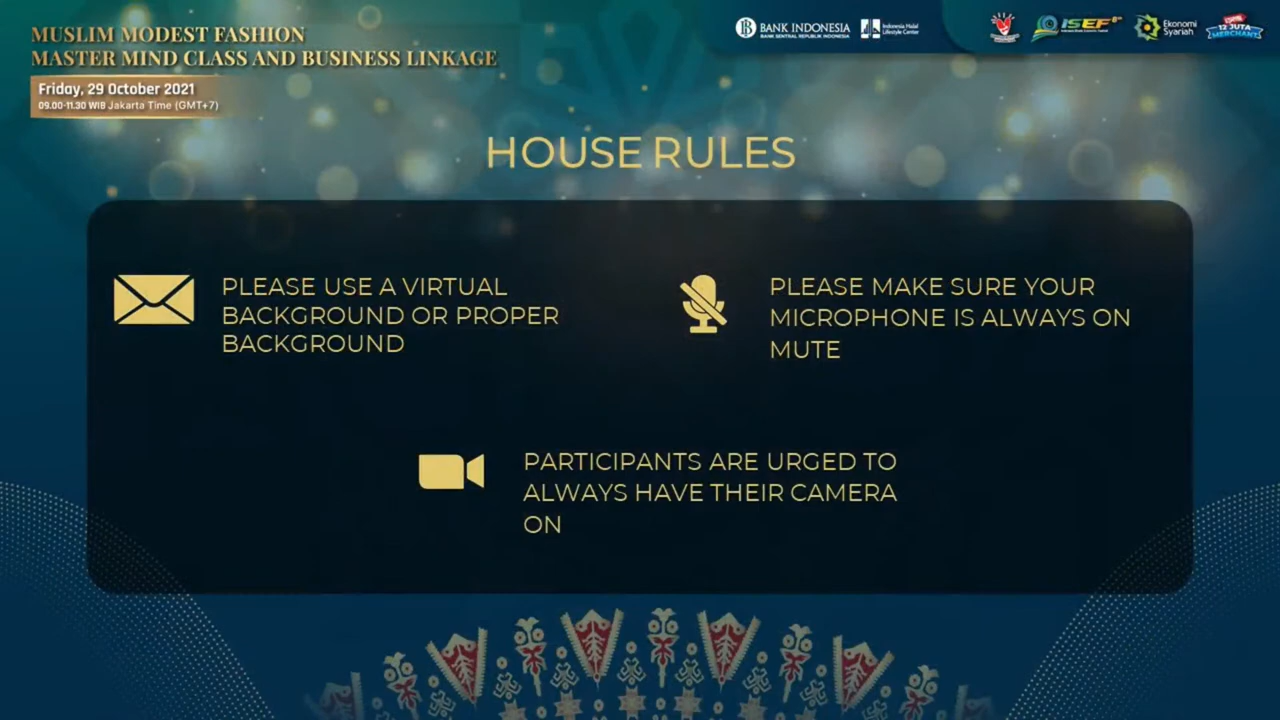 MUSLIM MODEST FASHION
MASTER MIND CLASS AND BUSINESS LINKAGE
Friday, 29 October 2021
09.00-11.30 WIB Jakarta Time (GMT+7)
BANK INDONESIA
BANK SENTRAL REPUBLIK INDONESIA
Indonesia Halal
Lifestyle Center
ISEF 8th
Ekonomi
Syariah
12 JUTA
MERCHANT
HOUSE RULES
PLEASE USE A VIRTUAL
BACKGROUND OR PROPER
BACKGROUND
PLEASE MAKE SURE YOUR
MICROPHONE IS ALWAYS ON
MUTE
PARTICIPANTS ARE URGED TO
ALWAYS HAVE THEIR CAMERA
ON